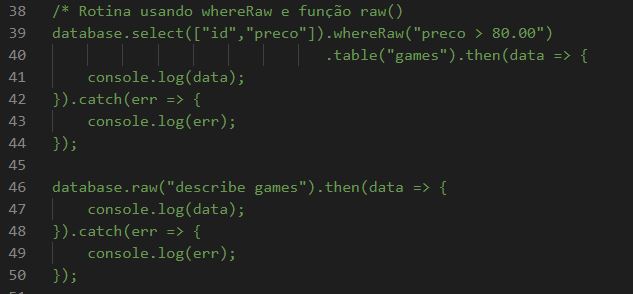 38 /* Rotina usando whereRaw e função raw()
39 database.select(["id","preco"]).whereRaw("preco > 80.00")
40 .table("games").then(data => {
41 console.log(data);
42 }).catch(err => {
43 console.log(err);
44 });
45
46 database.raw("describe games").then(data => {
47 console.log(data);
48 }).catch(err => {
49 console.log(err);
50 });